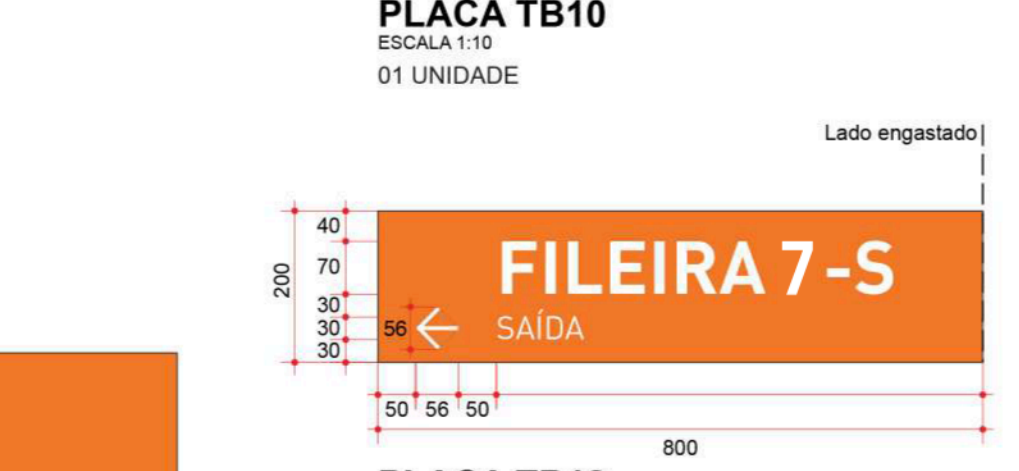 PLACA TB10
ESCALA 1:10
01 UNIDADE
Lado engastado
40
FILEIRA 7-S
70
200
30
30
56
SAÍDA
30
50
56
50
800